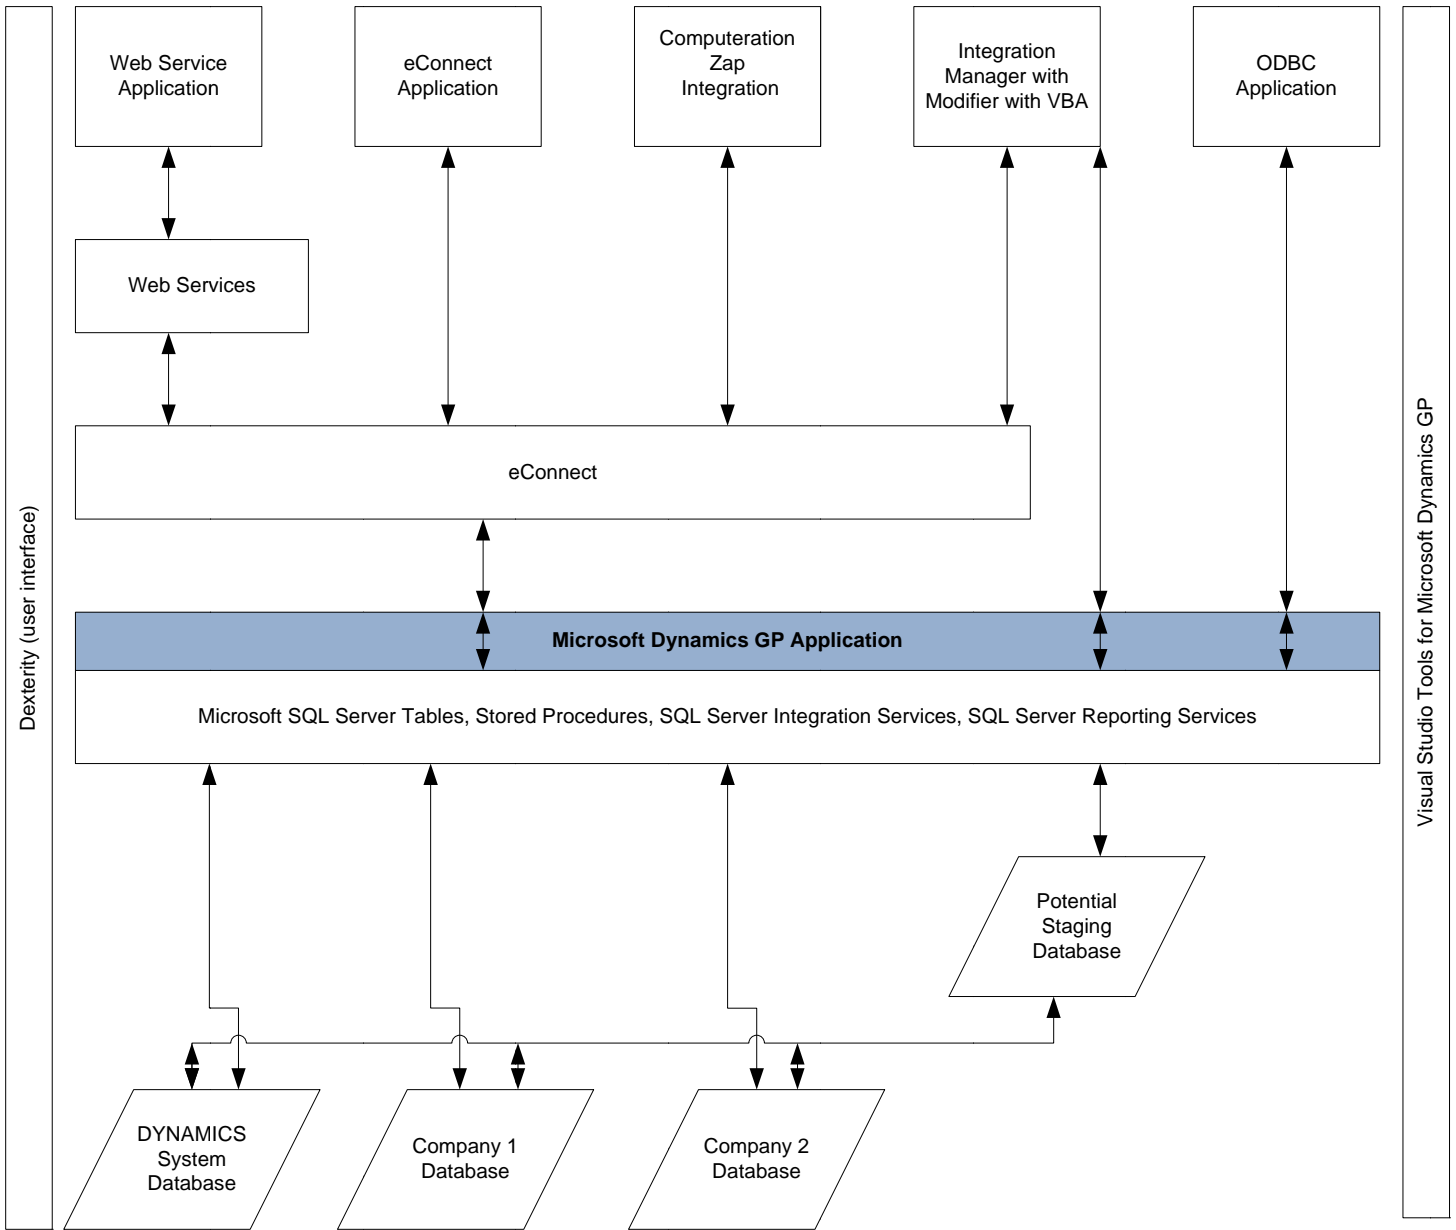 Web Service
Application
eConnect
Application
Computeration
Zap
Integration
Integration
Manager with
Modifier with VBA
ODBC
Application
Web Services
eConnect
Dexterity (user interface)
Visual Studio Tools for Microsoft Dynamics GP
Microsoft Dynamics GP Application
Microsoft SQL Server Tables, Stored Procedures, SQL Server Integration Services, SQL Server Reporting Services
Potential
Staging
Database
DYNAMICS
System
Database
Company 1
Database
Company 2
Database